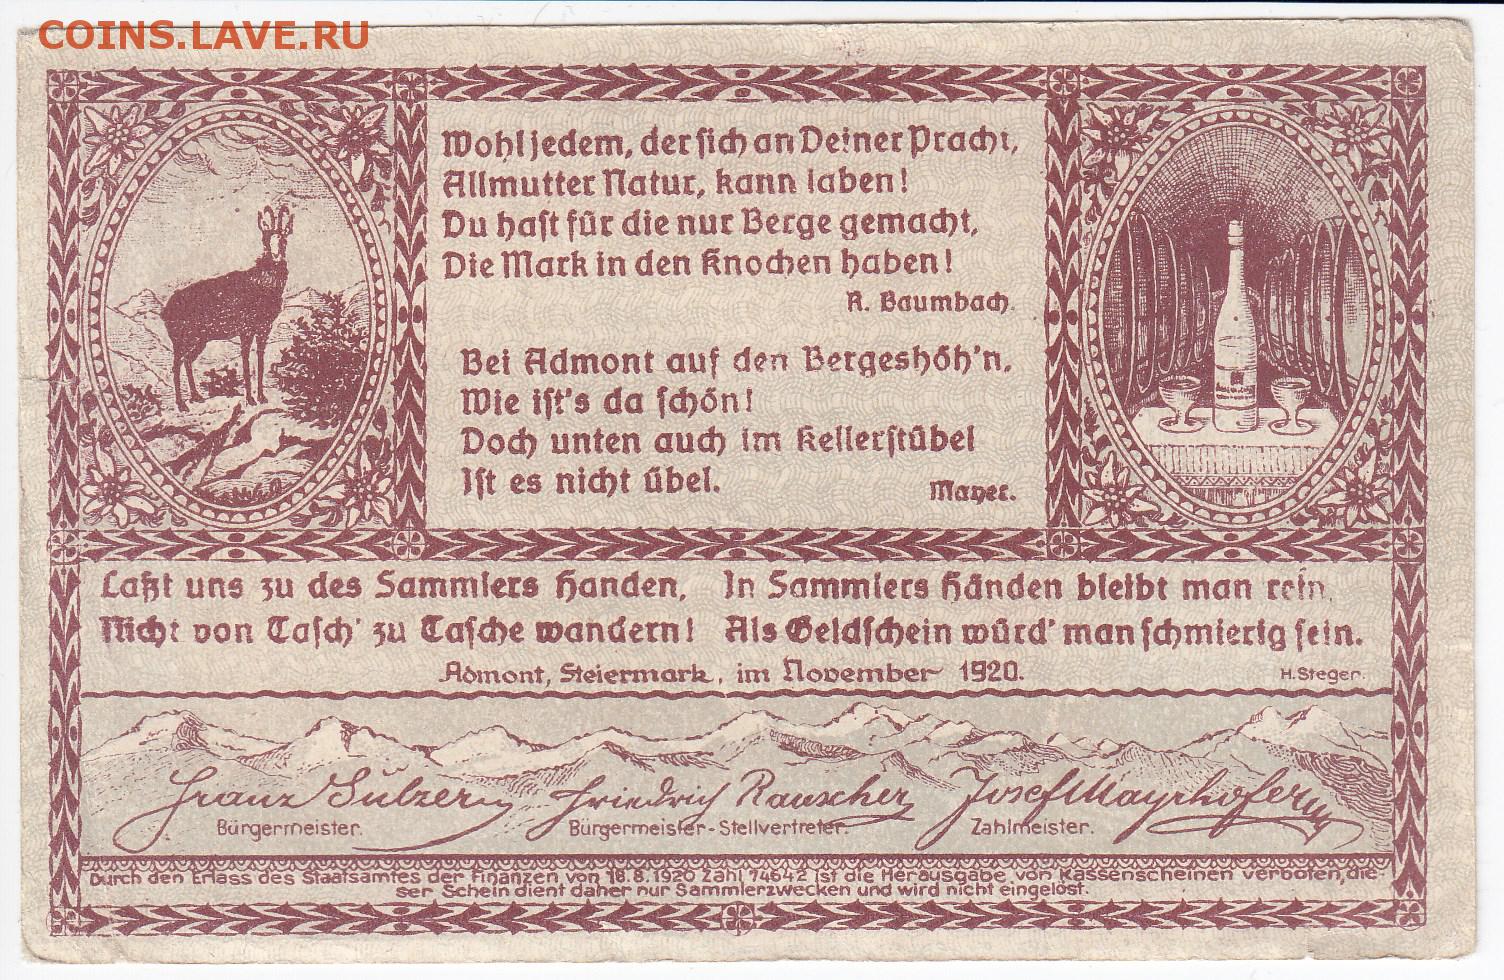 COINS.LAVE.RU
Wohl jedem, der sich an Deiner Pracht,
Allmutter Natur, kann laben!
Du hast für die nur Berge gemacht,
Die Mark in den Knochen haben!
R. Baumbach.
Bei Admont auf den Bergeshöh'n,
Wie ist's da schön!
Doch unten auch im Kellerstübel
Ist es nicht übel.
Mayer.
Laßt uns zu des Sammlers Handen, In Sammlers Händen bleibt man rein,
Nicht von Tasch' zu Tasche wandern! Als Geldschein würd' man schmierig sein.
Admont, Steiermark, im November 1920.
H. Steger.
Franz Sulzer Friedrich Rauscher Josef Mayrhofer
Bürgermeister. Bürgermeister-Stellvertreter. Zahlmeister.
Durch den Erlass des Staatsamtes der Finanzen von 18.8.1920 Zahl 74642 ist die Herausgabe von Kassenscheinen verboten, die-
ser Schein dient daher nur Sammlerzwecken und wird nicht eingelöst.